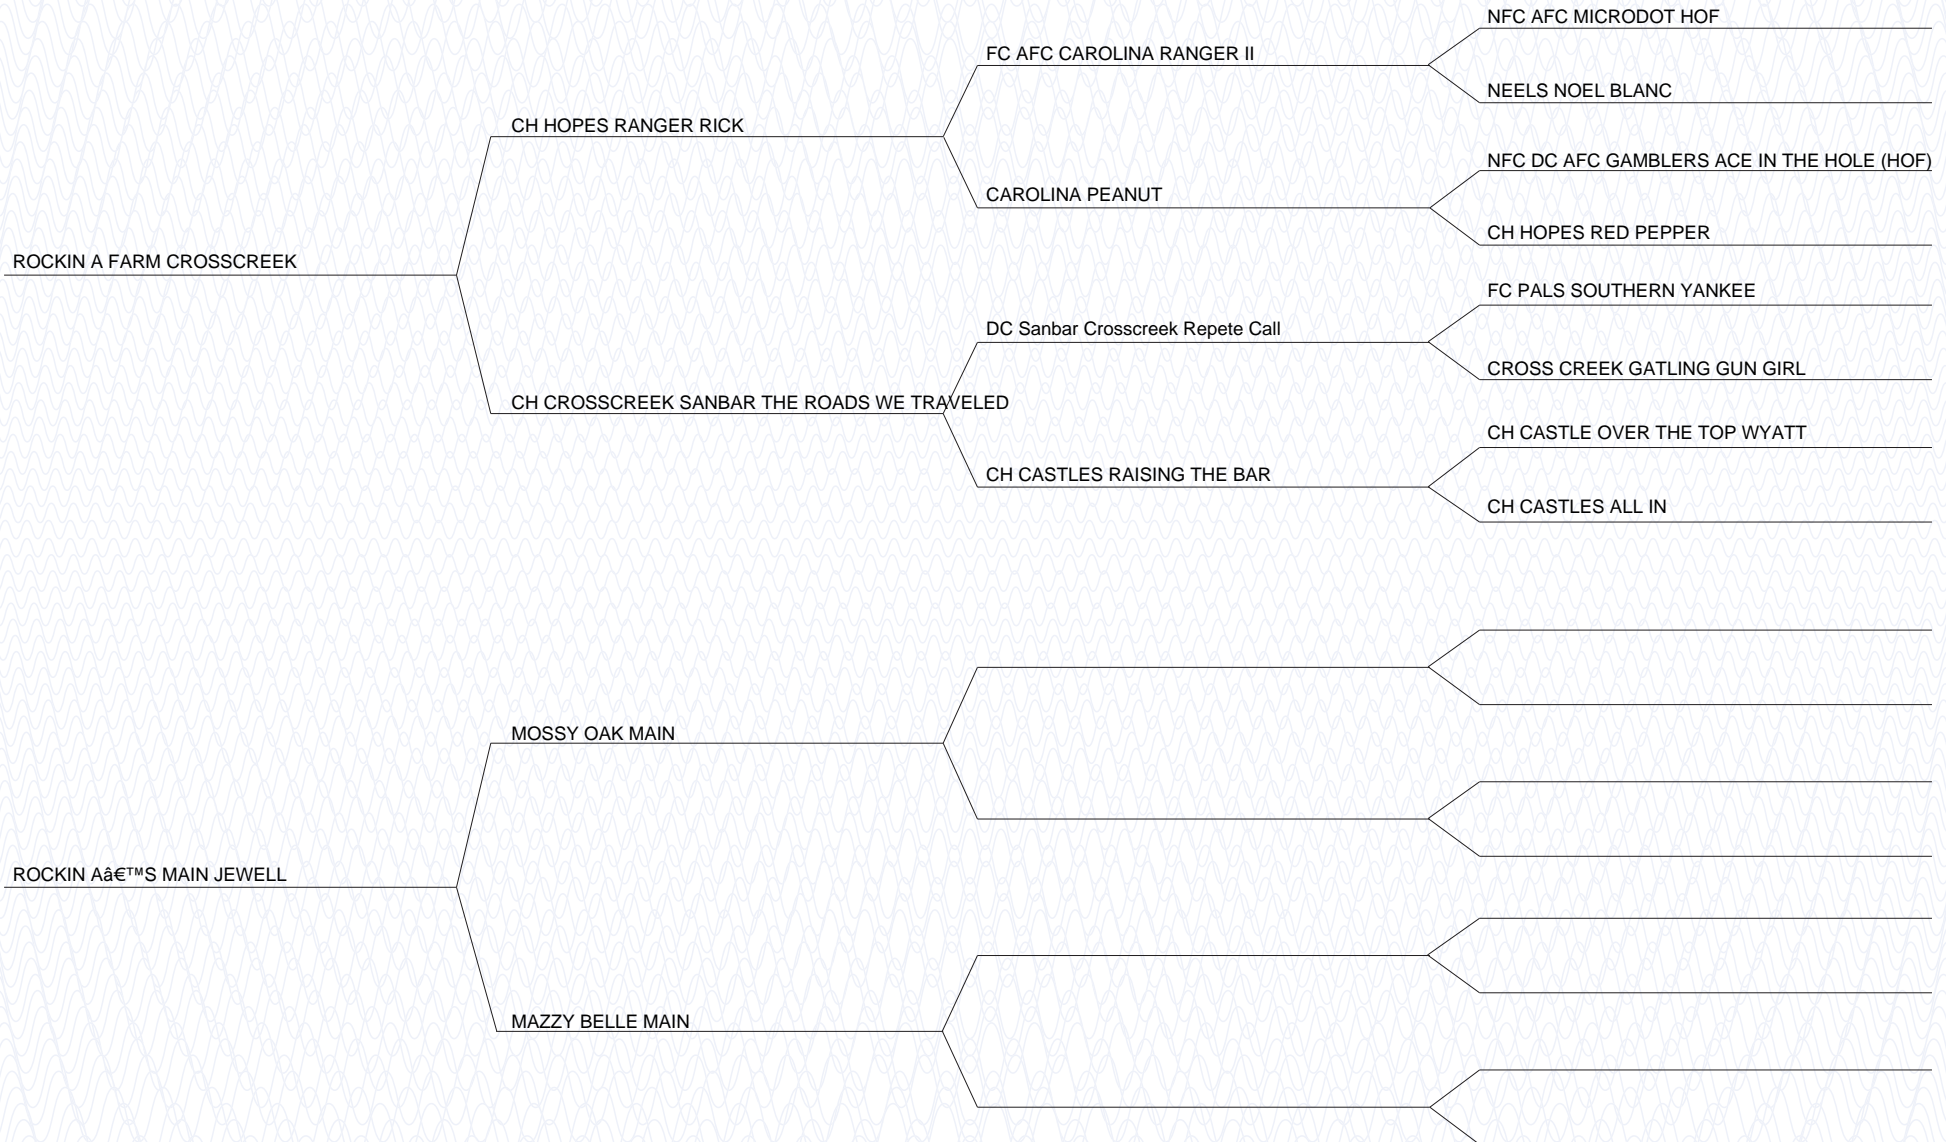 NFC AFC MICRODOT HOF
FC AFC CAROLINA RANGER II
NEELS NOEL BLANC
CH HOPES RANGER RICK
NFC DC AFC GAMBLERS ACE IN THE HOLE (HOF)
CAROLINA PEANUT
CH HOPES RED PEPPER
ROCKIN A FARM CROSSCREEK
FC PALS SOUTHERN YANKEE
DC Sanbar Crosscreek Repete Call
CROSS CREEK GATLING GUN GIRL
CH CROSSCREEK SANBAR THE ROADS WE TRAVELED
CH CASTLE OVER THE TOP WYATT
CH CASTLES RAISING THE BAR
CH CASTLES ALL IN
MOSSY OAK MAIN
ROCKIN A’S MAIN JEWELL
MAZZY BELLE MAIN